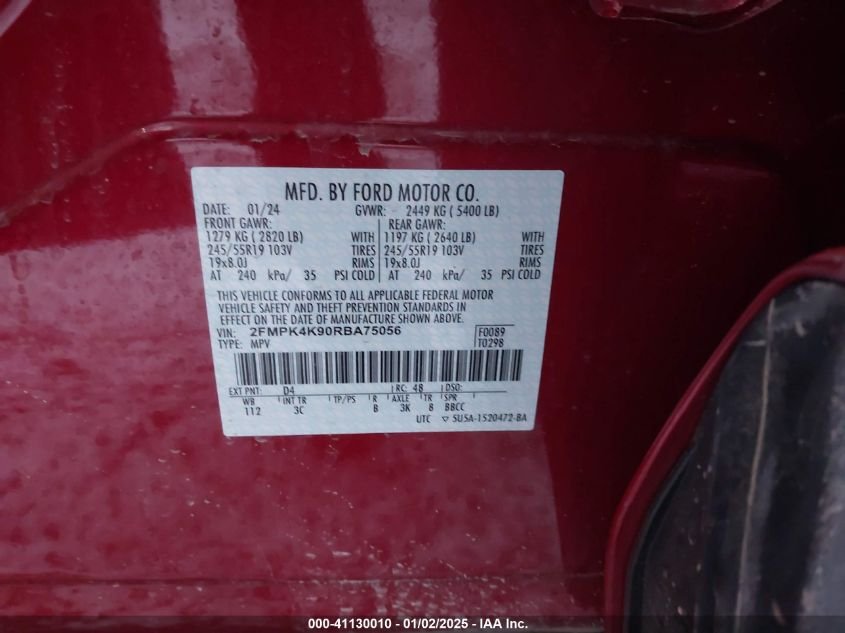 MFD. BY FORD MOTOR CO.
DATE: 01/24 GVWR: 2449 KG ( 5400 LB)
FRONT GAWR: REAR GAWR:
1279 KG ( 2820 LB) WITH 1197 KG ( 2640 LB) WITH
245/55R19 103V TIRES 245/55R19 103V TIRES
19x8.0J RIMS 19x8.0J RIMS
AT 240 kPa/ 35 PSI COLD AT 240 kPa/ 35 PSI COLD
THIS VEHICLE CONFORMS TO ALL APPLICABLE FEDERAL MOTOR
VEHICLE SAFETY AND THEFT PREVENTION STANDARDS IN
EFFECT ON THE DATE OF MANUFACTURE SHOWN ABOVE.
VIN: 2FMPK4K90RBA75056 F0089
TYPE: MPV T0298
EXT PNT: D4 RC: 48 DSO:
WB INT TR TP/PS R AXLE TR SPR
112 3C B 3K 8 BBCC
UTC ▽ 5U5A-1520472-BA
000-41130010 - 01/02/2025 - IAA Inc.